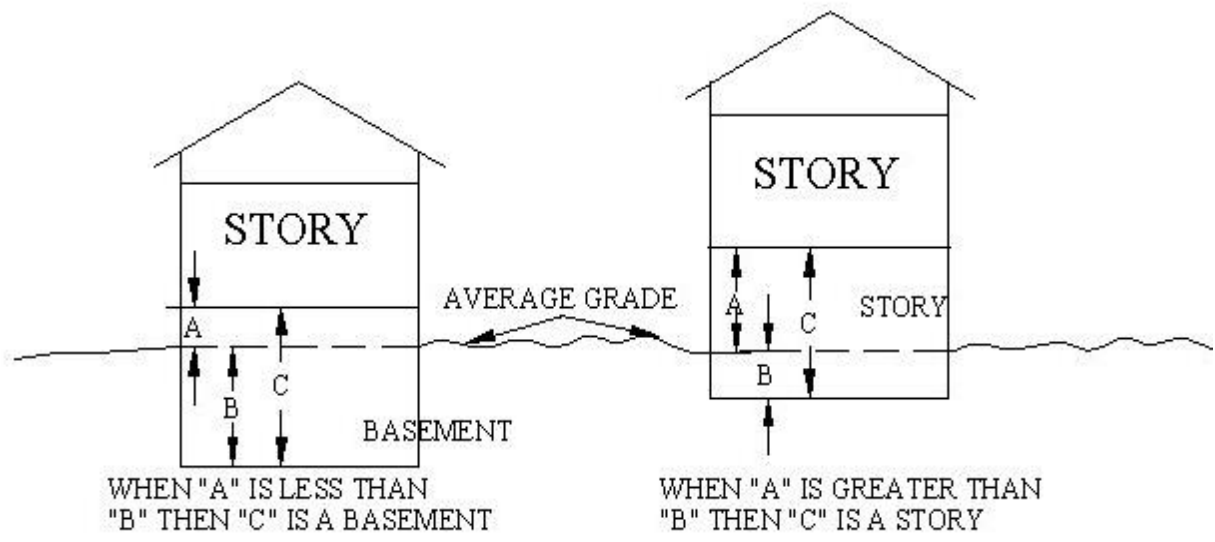 STORY
STORY
A
B
C
BASEMENT
AVERAGE GRADE
A
B
C
STORY
WHEN "A" IS LESS THAN
"B" THEN "C" IS A BASEMENT
WHEN "A" IS GREATER THAN
"B" THEN "C" IS A STORY